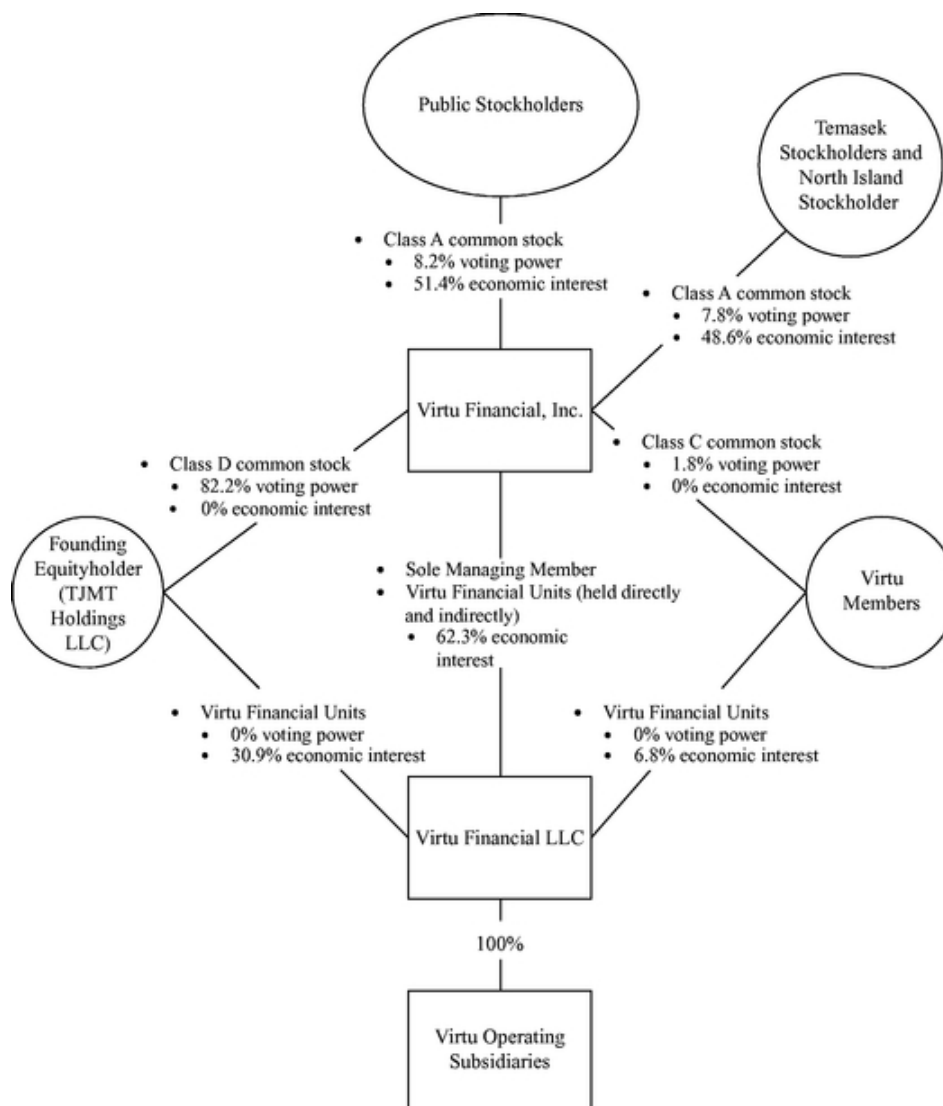 Public Stockholders
Temasek
Stockholders and
North Island
Stockholder
• Class A common stock
• 8.2% voting power
• 51.4% economic interest
• Class A common stock
• 7.8% voting power
• 48.6% economic interest
Virtu Financial, Inc.
• Class D common stock
• 82.2% voting power
• 0% economic interest
• Class C common stock
• 1.8% voting power
• 0% economic interest
Founding
Equityholder
(TJMT
Holdings
LLC)
• Sole Managing Member
• Virtu Financial Units (held directly
and indirectly)
• 62.3% economic
interest
Virtu
Members
• Virtu Financial Units
• 0% voting power
• 30.9% economic interest
• Virtu Financial Units
• 0% voting power
• 6.8% economic interest
Virtu Financial LLC
100%
Virtu Operating
Subsidiaries